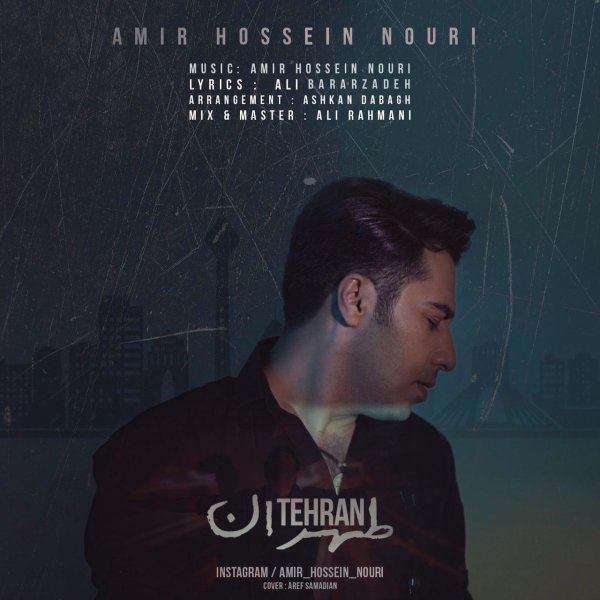 AMIR HOSSEIN NOURI
MUSIC: AMIR HOSSEIN NOURI
LYRICS : ALI BARARZADEH
ARRANGEMENT : ASHKAN DABAGH
MIX & MASTER : ALI RAHMANI
طهران
TEHRAN
INSTAGRAM / AMIR_HOSSEIN_NOURI
COVER : AREF SAMADIAN